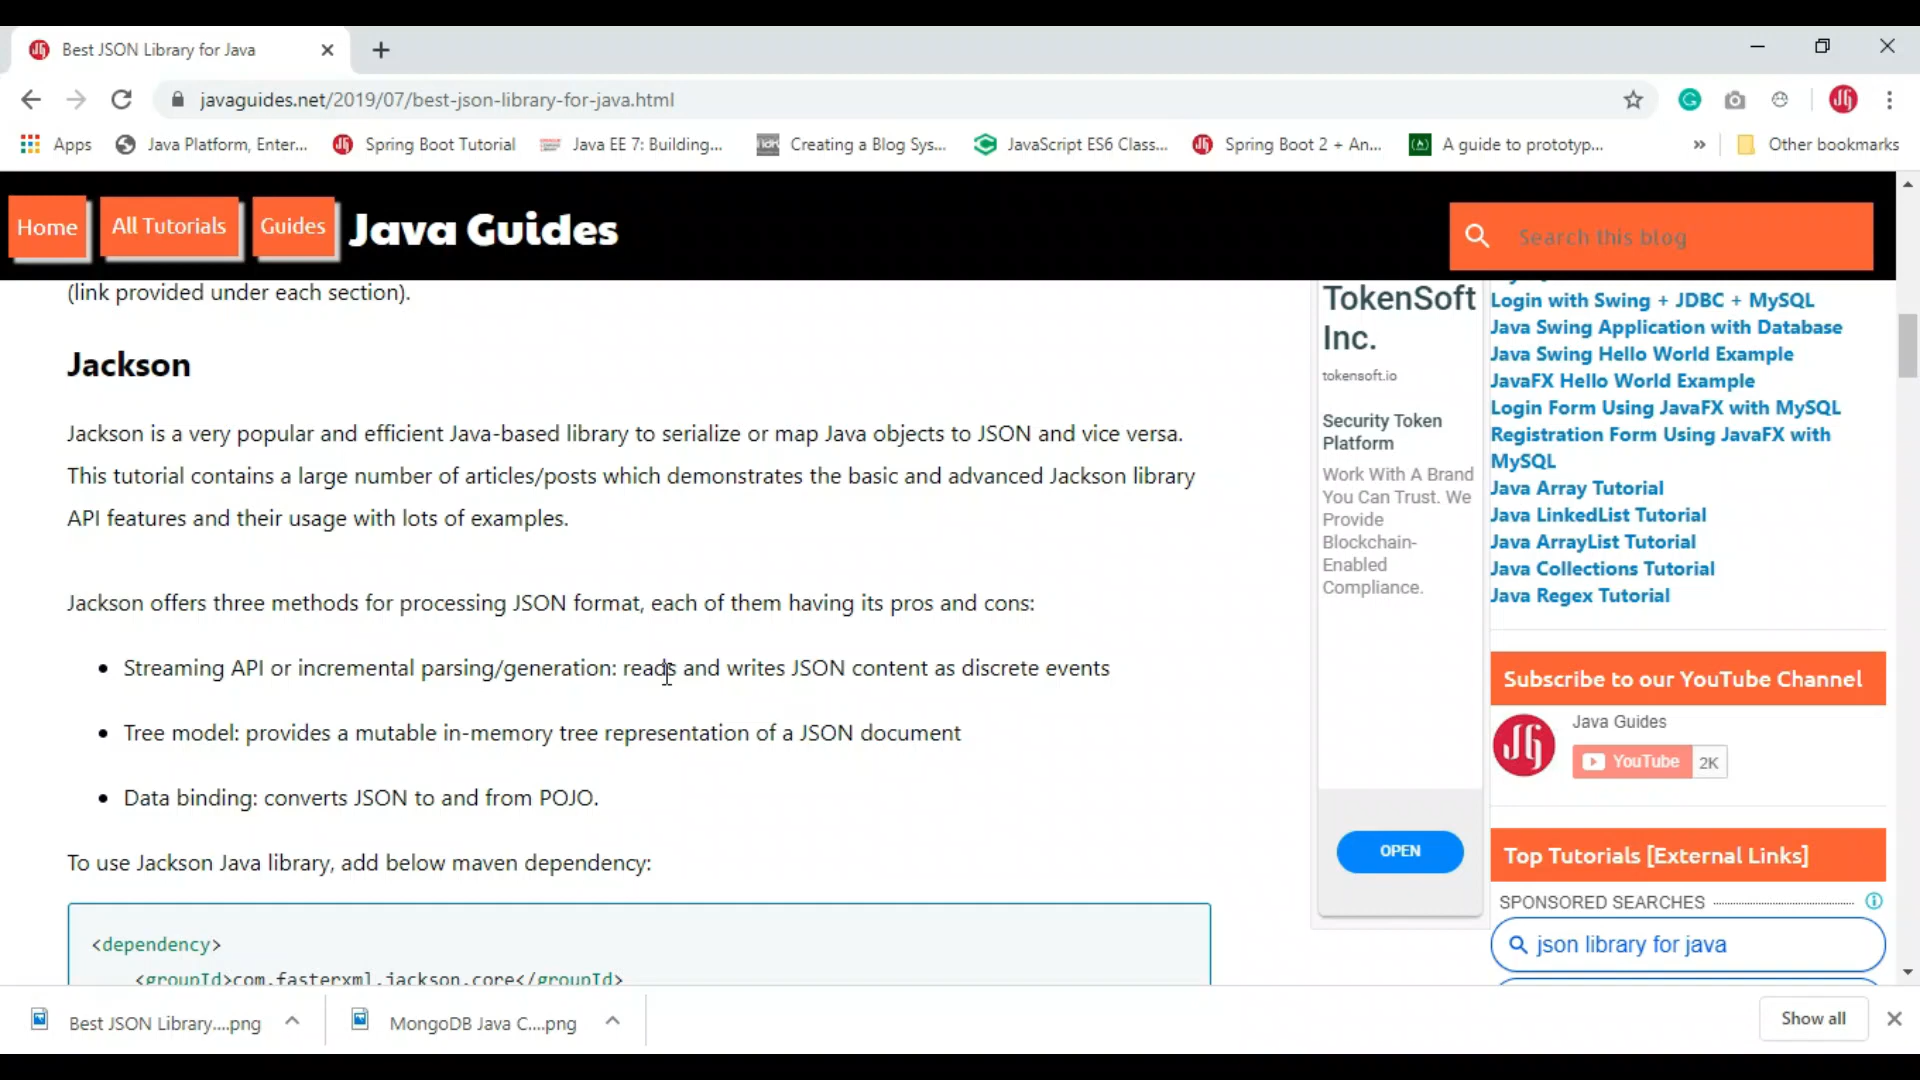 Best JSON Library for Java
javaguides.net/2019/07/best-json-library-for-java.html
Apps
Java Platform, Enter...
Spring Boot Tutorial
Java EE 7: Building...
Creating a Blog Sys...
JavaScript ES6 Class...
Spring Boot 2 + An...
A guide to prototyp...
»
Other bookmarks
Home
All Tutorials
Guides
Java Guides
Search this blog
(link provided under each section).
Jackson
Jackson is a very popular and efficient Java-based library to serialize or map Java objects to JSON and vice versa.
This tutorial contains a large number of articles/posts which demonstrates the basic and advanced Jackson library
API features and their usage with lots of examples.
Jackson offers three methods for processing JSON format, each of them having its pros and cons:
Streaming API or incremental parsing/generation: reads and writes JSON content as discrete events
Tree model: provides a mutable in-memory tree representation of a JSON document
Data binding: converts JSON to and from POJO.
To use Jackson Java library, add below maven dependency:
<dependency>
<groupId>com.fasterxml.jackson.core</groupId>
TokenSoft
Inc.
tokensoft.io
Security Token
Platform
Work With A Brand
You Can Trust. We
Provide
Blockchain-
Enabled
Compliance.
OPEN
Login with Swing + JDBC + MySQL
Java Swing Application with Database
Java Swing Hello World Example
JavaFX Hello World Example
Login Form Using JavaFX with MySQL
Registration Form Using JavaFX with
MySQL
Java Array Tutorial
Java LinkedList Tutorial
Java ArrayList Tutorial
Java Collections Tutorial
Java Regex Tutorial
Subscribe to our YouTube Channel
Java Guides
YouTube 2K
Top Tutorials [External Links]
SPONSORED SEARCHES
json library for java
Best JSON Library....png
MongoDB Java C....png
Show all